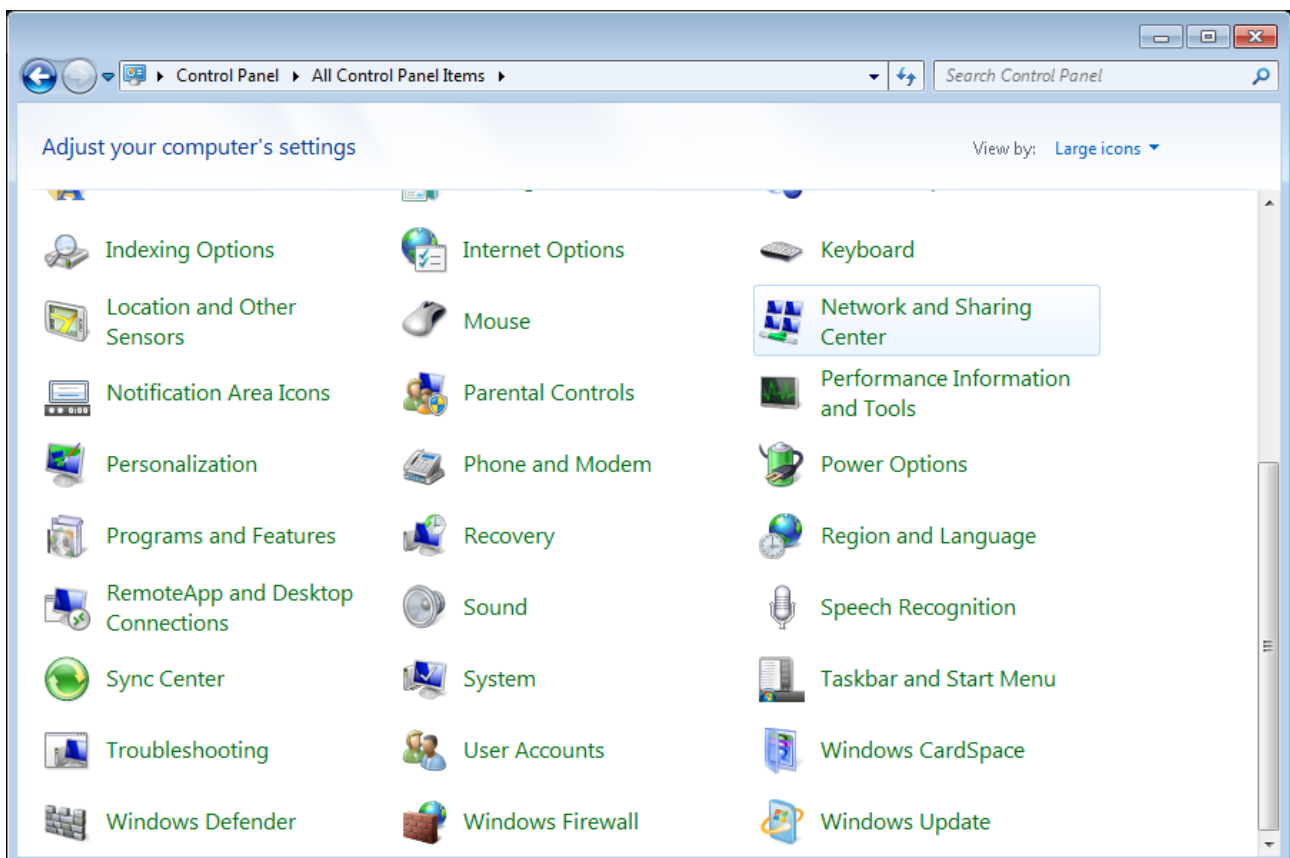 Control Panel
All Control Panel Items
Search Control Panel
Adjust your computer's settings
View by: Large icons
Indexing Options
Internet Options
Keyboard
Location and Other
Sensors
Mouse
Network and Sharing
Center
Notification Area Icons
Parental Controls
Performance Information
and Tools
Personalization
Phone and Modem
Power Options
Programs and Features
Recovery
Region and Language
RemoteApp and Desktop
Connections
Sound
Speech Recognition
Sync Center
System
Taskbar and Start Menu
Troubleshooting
User Accounts
Windows CardSpace
Windows Defender
Windows Firewall
Windows Update